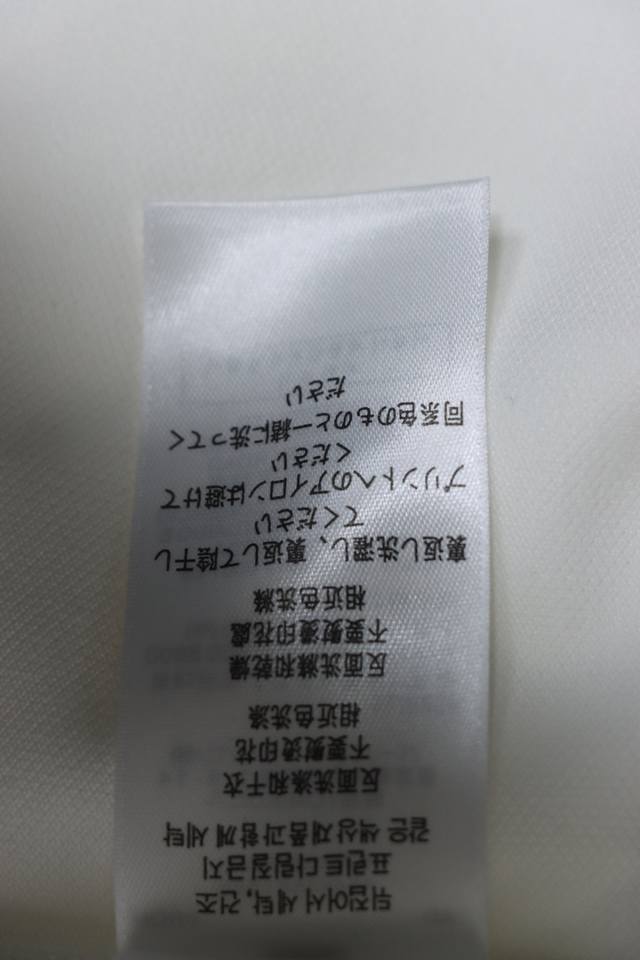 뒤집어서 세탁, 건조
프린트 다림질 금지
같은 색상 제품과 함께 세탁
反面洗涤和干衣
不要熨烫印花
相近色洗涤
反面洗滌和乾燥
不要熨燙印花處
相近色洗滌
裏返し洗濯し、裏返して陰干し
てください
プリントへのアイロンは避けて
ください
同系色のものと一緒に洗ってく
ださい